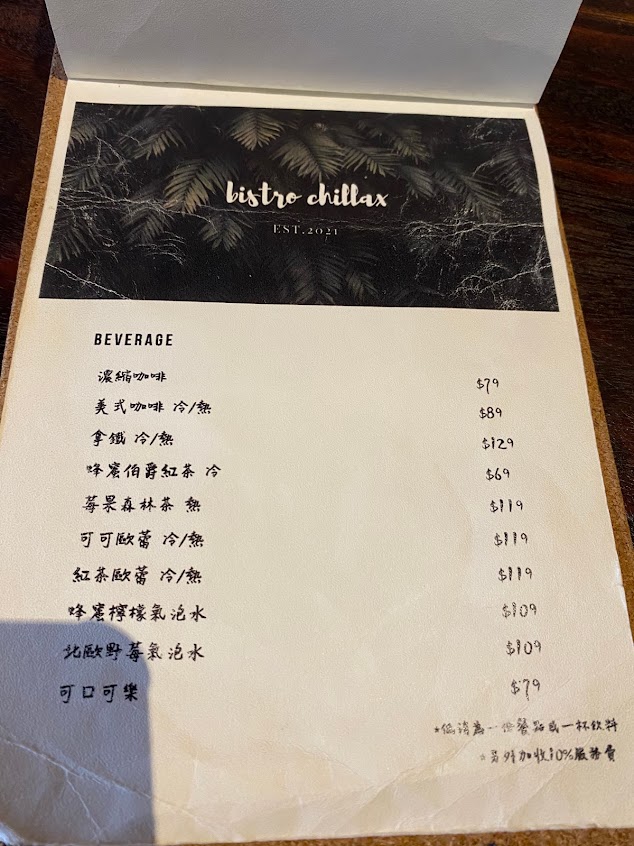 bistro chillax
EST.2021
BEVERAGE
濃縮咖啡 $79
美式咖啡 冷/熱 $89
拿鐵 冷/熱 $129
蜂蜜伯爵紅茶 冷 $69
莓果森林茶 熱 $119
可可歐蕾 冷/熱 $119
紅茶歐蕾 冷/熱 $119
蜂蜜檸檬氣泡水 $109
北歐野莓氣泡水 $109
可口可樂 $79
*低消為一份餐點或一杯飲料
*另外加收10%服務費